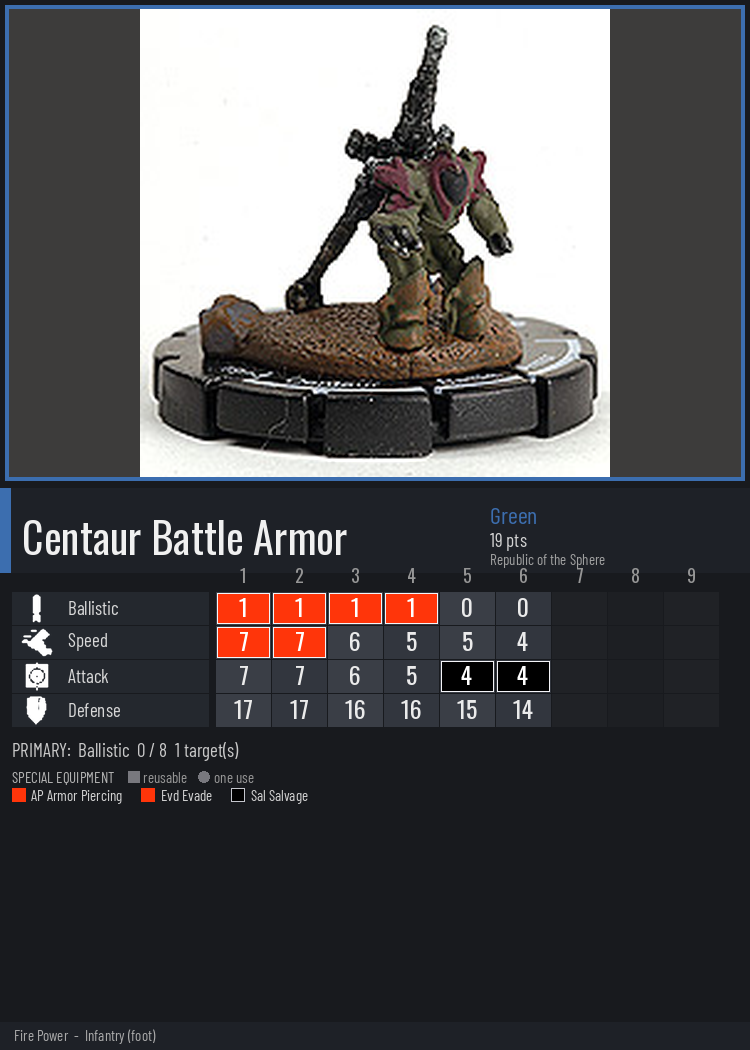 Centaur Battle Armor
Green
19 pts
Republic of the Sphere
1 2 3 4 5 6 7 8 9
Ballistic 1 1 1 1 0 0
Speed 7 7 6 5 5 4
Attack 7 7 6 5 4 4
Defense 17 17 16 16 15 14
PRIMARY: Ballistic 0 / 8 1 target(s)
SPECIAL EQUIPMENT reusable one use
AP Armor Piercing Evd Evade Sal Salvage
Fire Power - Infantry (foot)